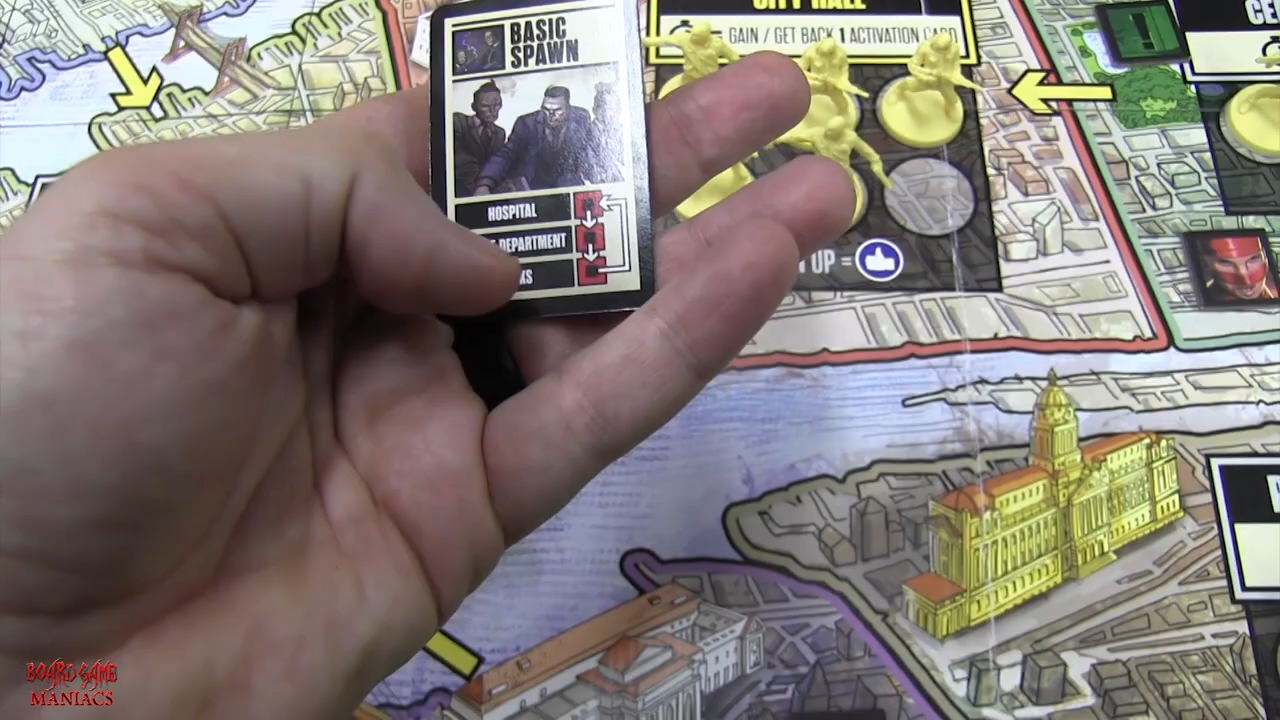 BASIC
SPAWN
HOSPITAL
DEPARTMENT
CITY HALL
GAIN / GET BACK 1 ACTIVATION CARD
UP =
BOARD GAME
MANIACS